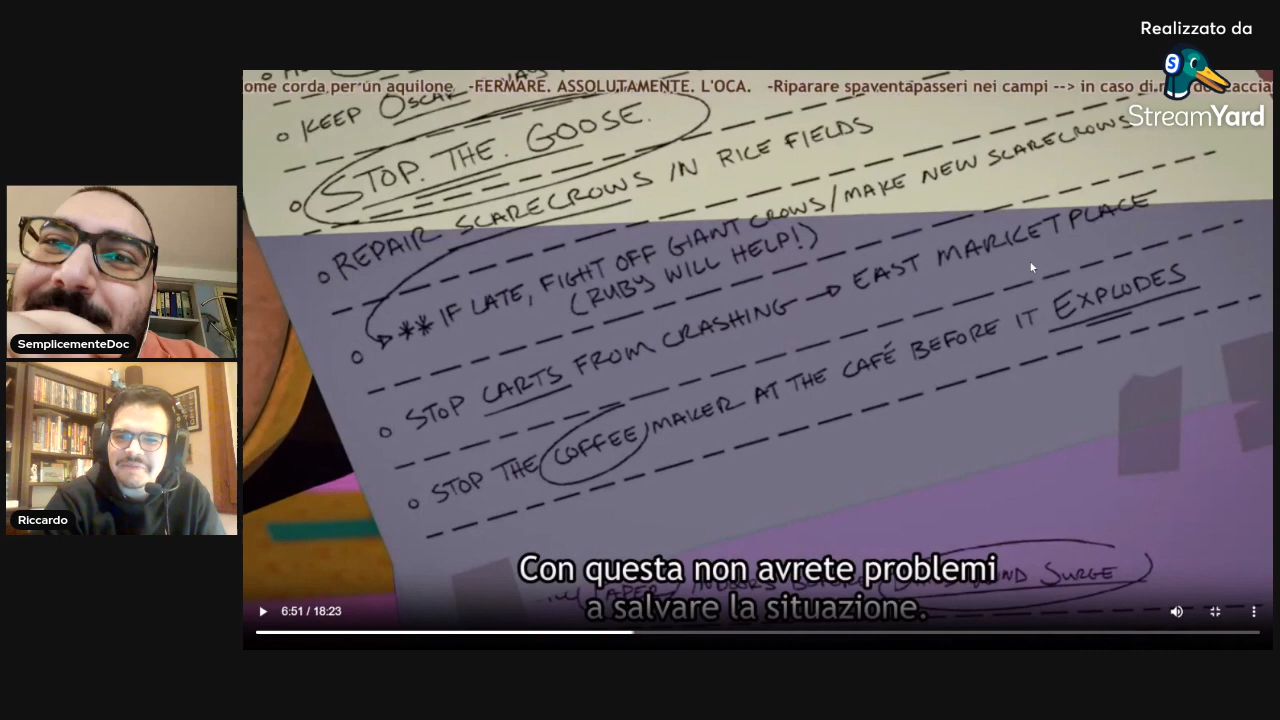 Realizzato da
StreamYard
ome corda per un aquilone -FERMARE. ASSOLUTAMENTE. L'OCA. -Riparare spaventapasseri nei campi --> in caso di
KEEP OSCAR
STOP. THE. GOOSE.
REPAIR SCARECROWS IN RICE FIELDS
** IF LATE, FIGHT OFF GIANT CROWS/MAKE NEW SCARECROWS
(RUBY WILL HELP!)
STOP CARTS FROM CRASHING → EAST MARKETPLACE
STOP THE COFFEE MAKER AT THE CAFÉ BEFORE IT EXPLODES
SURGE
Con questa non avrete problemi
a salvare la situazione.
6:51 / 18:23
SemplicementeDoc
Riccardo